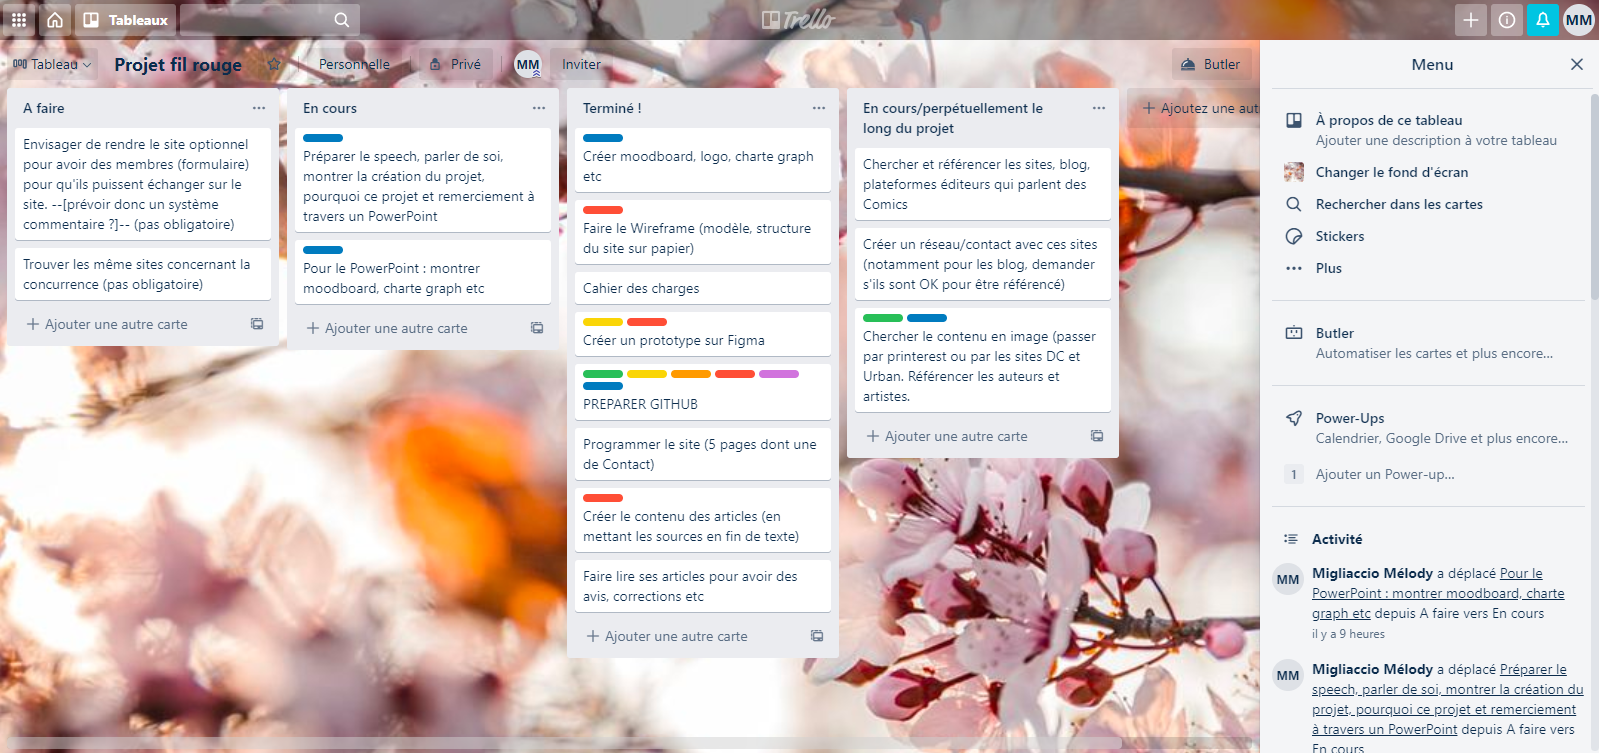 Tableaux
Trello
MM
Tableau
Projet fil rouge
Personnelle
Privé
MM
Inviter
Butler
A faire
Envisager de rendre le site optionnel
pour avoir des membres (formulaire)
pour qu'ils puissent échanger sur le
site. --[prévoir donc un système
commentaire ?]-- (pas obligatoire)
Trouver les même sites concernant la
concurrence (pas obligatoire)
Ajouter une autre carte
En cours
Préparer le speech, parler de soi,
montrer la création du projet,
pourquoi ce projet et remerciement à
travers un PowerPoint
Pour le PowerPoint : montrer
moodboard, charte graph etc
Ajouter une autre carte
Terminé !
Créer moodboard, logo, charte graph
etc
Faire le Wireframe (modèle, structure
du site sur papier)
Cahier des charges
Créer un prototype sur Figma
PREPARER GITHUB
Programmer le site (5 pages dont une
de Contact)
Créer le contenu des articles (en
mettant les sources en fin de texte)
Faire lire ses articles pour avoir des
avis, corrections etc
Ajouter une autre carte
En cours/perpétuellement le
long du projet
Chercher et référencer les sites, blog,
plateformes éditeurs qui parlent des
Comics
Créer un réseau/contact avec ces sites
(notamment pour les blog, demander
s'ils sont OK pour être référencé)
Chercher le contenu en image (passer
par printerest ou par les sites DC et
Urban. Référencer les auteurs et
artistes.
Ajouter une autre carte
Ajoutez une aut
Menu
À propos de ce tableau
Ajouter une description à votre tableau
Changer le fond d'écran
Rechercher dans les cartes
Stickers
Plus
Butler
Automatiser les cartes et plus encore...
Power-Ups
Calendrier, Google Drive et plus encore...
1 Ajouter un Power-up...
Activité
MM
Migliaccio Mélody a déplacé Pour le
PowerPoint : montrer moodboard, charte
graph etc depuis A faire vers En cours
il y a 9 heures
MM
Migliaccio Mélody a déplacé Préparer le
speech, parler de soi, montrer la création du
projet, pourquoi ce projet et remerciement
à travers un PowerPoint depuis A faire vers
En cours